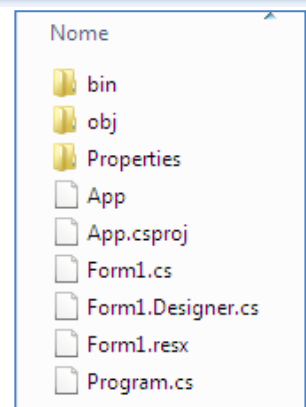 Nome
bin
obj
Properties
App
App.csproj
Form1.cs
Form1.Designer.cs
Form1.resx
Program.cs